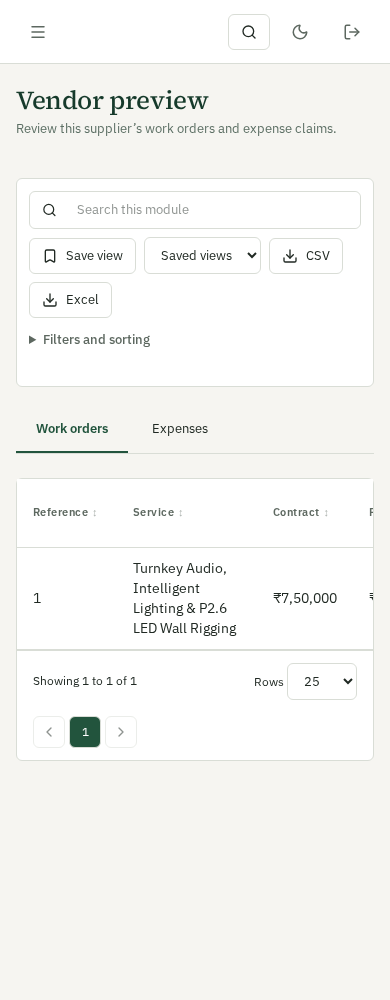 Vendor preview
Review this supplier’s work orders and expense claims.
Search this module
Save view
Saved views
CSV
Excel
Filters and sorting
Work orders Expenses
Reference ↕ Service ↕ Contract ↕
1 Turnkey Audio, Intelligent Lighting & P2.6 LED Wall Rigging ₹7,50,000
Showing 1 to 1 of 1
Rows 25
1